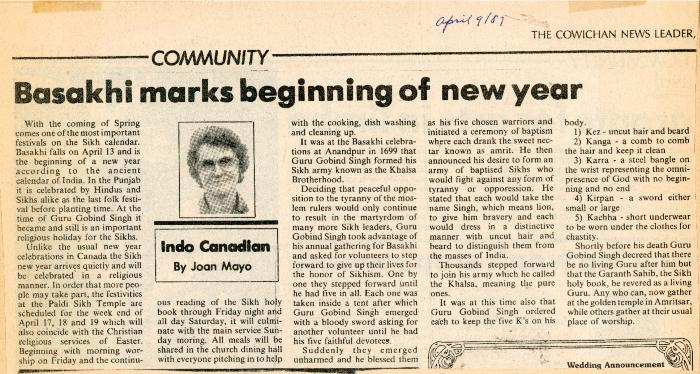 april 9/87
THE COWICHAN NEWS LEADER,
COMMUNITY
Basakhi marks beginning of new year
With the coming of Spring
comes one of the most important
festivals on the Sikh calendar.
Basakhi falls on April 13 and is
the beginning of a new year
according to the ancient
calendar of India. In the Punjab
it is celebrated by Hindus and
Sikhs alike as the last folk festi-
val before planting time. At the
time of Guru Gobind Singh it
became and still is an important
religious holiday for the Sikhs.
Unlike the usual new year
celebrations in Canada the Sikh
new year arrives quietly and will
be celebrated in a religious
manner. In order that more peo-
ple may take part, the festivities
at the Paldi Sikh Temple are
scheduled for the week end of
April 17, 18 and 19 which will
also coincide with the Christian
religious services of Easter.
Beginning with morning wor-
ship on Friday and the continu-
Indo Canadian
By Joan Mayo
ous reading of the Sikh holy
book through Friday night and
all day Saturday, it will culmi-
nate with the main service Sun-
day moring. All meals will be
shared in the church dining hall
with everyone pitching in to help
with the cooking, dish washing
and cleaning up.
It was at the Basakhi celebra-
tions at Anandpur in 1699 that
Guru Gobind Singh formed his
Sikh army known as the Khalsa
Brotherhood.
Deciding that peaceful oppo-
sition to the tyranny of the mos-
lem rulers would only continue
to result in the martyrdom of
many more Sikh leaders, Guru
Gobind Singh took advantage of
his annual gathering for Basakhi
and asked for volunteers to step
forward to give up their lives for
the honor of Sikhism. One by
one they stepped forward until
he had five in all. Each one was
taken inside a tent after which
Guru Gobind Singh emerged
with a bloody sword asking for
another volunteer until he had
his five faithful devotees.
Suddenly they emerged
unharmed and he blessed them
as his five chosen warriors and
initiated a ceremony of baptism
where each drank the sweet nec-
tar known as amrit. He then
announced his desire to form an
army of baptised Sikhs who
would fight against any form of
tyranny or oppression. He
stated that each would take the
name Singh, which means lion,
to give him bravery and each
would dress in a distinctive
manner with uncut hair and
beard to distinguish them from
the masses of India.
Thousands stepped forward
to join his army which he called
the Khalsa, meaning the pure
ones.
It was at this time also that
Guru Gobind Singh ordered
each to keep the five K's on his
body.
1) Kez - uncut hair and beard
2) Kanga - a comb to comb
the hair and keep it clean
3) Karra - a steel bangle on
the wrist representing the omni-
presence of God with no begin-
ning and no end
4) Kirpan - a sword either
small or large
5) Kachha - short underwear
to be worn under the clothes for
chastity.
Shortly before his death Guru
Gobind Singh decreed that there
be no living Guru after him but
that the Garanth Sahib, the Sikh
holy book, be revered as a living
Guru. Any who can, now gather
at the golden temple in Amritsar,
while others gather at their usual
place of worship.
Wedding Announcement